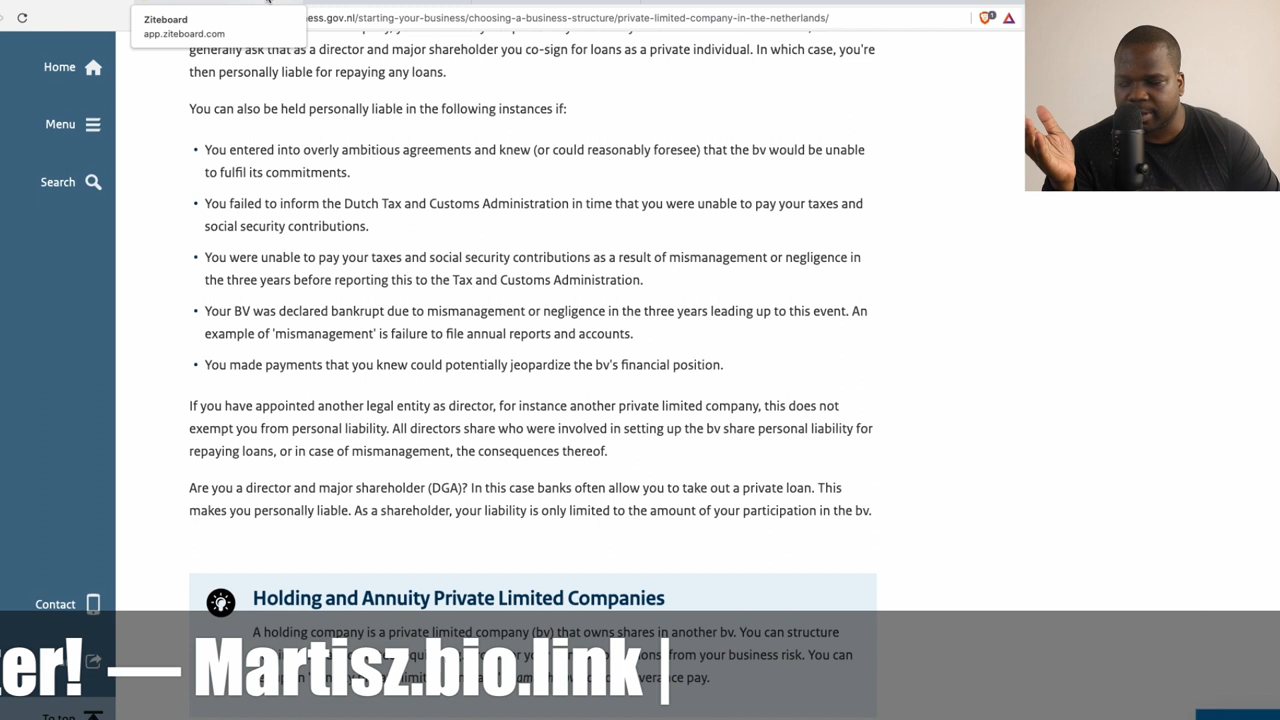 Ziteboard
app.ziteboard.com
ess.gov.nl/starting-your-business/choosing-a-business-structure/private-limited-company-in-the-netherlands/
1
Home
Menu
Search
generally ask that as a director and major shareholder you co-sign for loans as a private individual. In which case, you're
then personally liable for repaying any loans.
You can also be held personally liable in the following instances if:
• You entered into overly ambitious agreements and knew (or could reasonably foresee) that the bv would be unable
to fulfil its commitments.
• You failed to inform the Dutch Tax and Customs Administration in time that you were unable to pay your taxes and
social security contributions.
• You were unable to pay your taxes and social security contributions as a result of mismanagement or negligence in
the three years before reporting this to the Tax and Customs Administration.
• Your BV was declared bankrupt due to mismanagement or negligence in the three years leading up to this event. An
example of 'mismanagement' is failure to file annual reports and accounts.
• You made payments that you knew could potentially jeopardize the bv's financial position.
If you have appointed another legal entity as director, for instance another private limited company, this does not
exempt you from personal liability. All directors share who were involved in setting up the bv share personal liability for
repaying loans, or in case of mismanagement, the consequences thereof.
Are you a director and major shareholder (DGA)? In this case banks often allow you to take out a private loan. This
makes you personally liable. As a shareholder, your liability is only limited to the amount of your participation in the bv.
Holding and Annuity Private Limited Companies
Contact
A holding company is a private limited company (bv) that owns shares in another bv. You can structure
from your business risk. You can
erance pay.
ter! — Martisz.bio.link |
To top